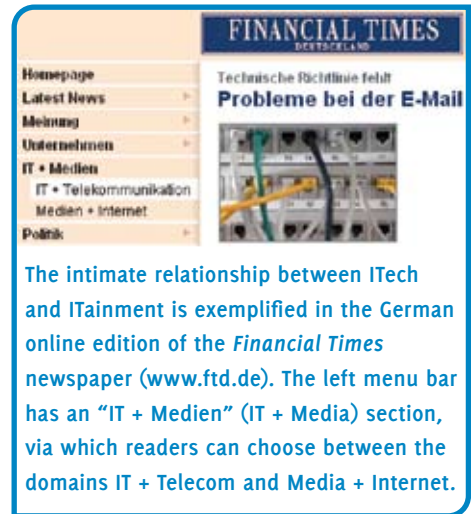 FINANCIAL TIMES
DEUTSCHLAND
Homepage
Latest News
Meinung
Unternehmen
IT + Medien
IT + Telekommunikation
Medien + Internet
Politik
Technische Richtlinie fehlt
Probleme bei der E-Mail
The intimate relationship between ITech
and ITainment is exemplified in the German
online edition of the Financial Times
newspaper (www.ftd.de). The left menu bar
has an “IT + Medien” (IT + Media) section,
via which readers can choose between the
domains IT + Telecom and Media + Internet.